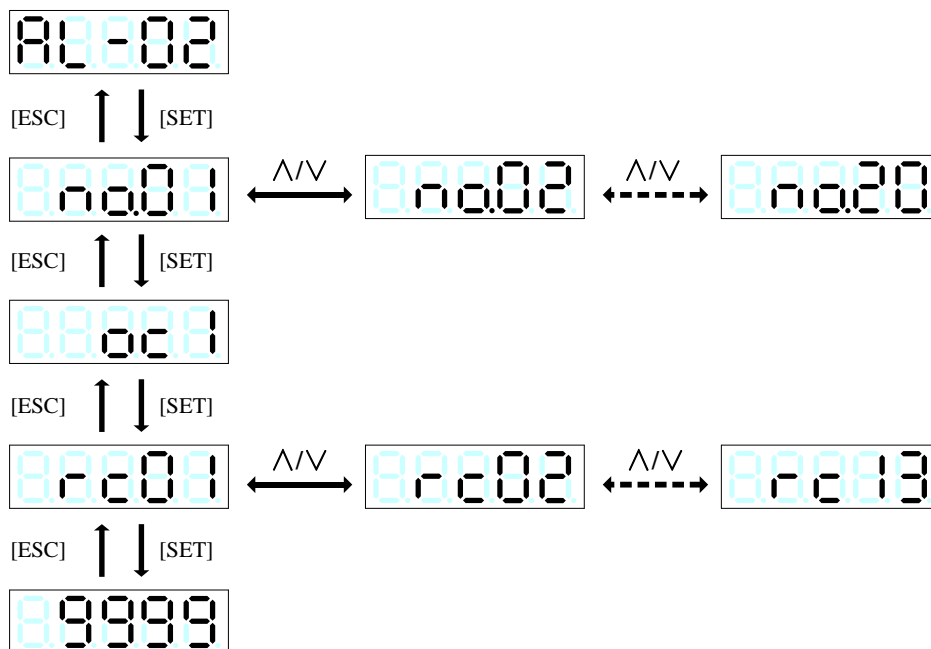 AL-02
[ESC] [SET]
no.01 ∧/∨ no.02 ∧/∨ no.20
[ESC] [SET]
oc1
[ESC] [SET]
rc01 ∧/∨ rc02 ∧/∨ rc13
[ESC] [SET]
9999